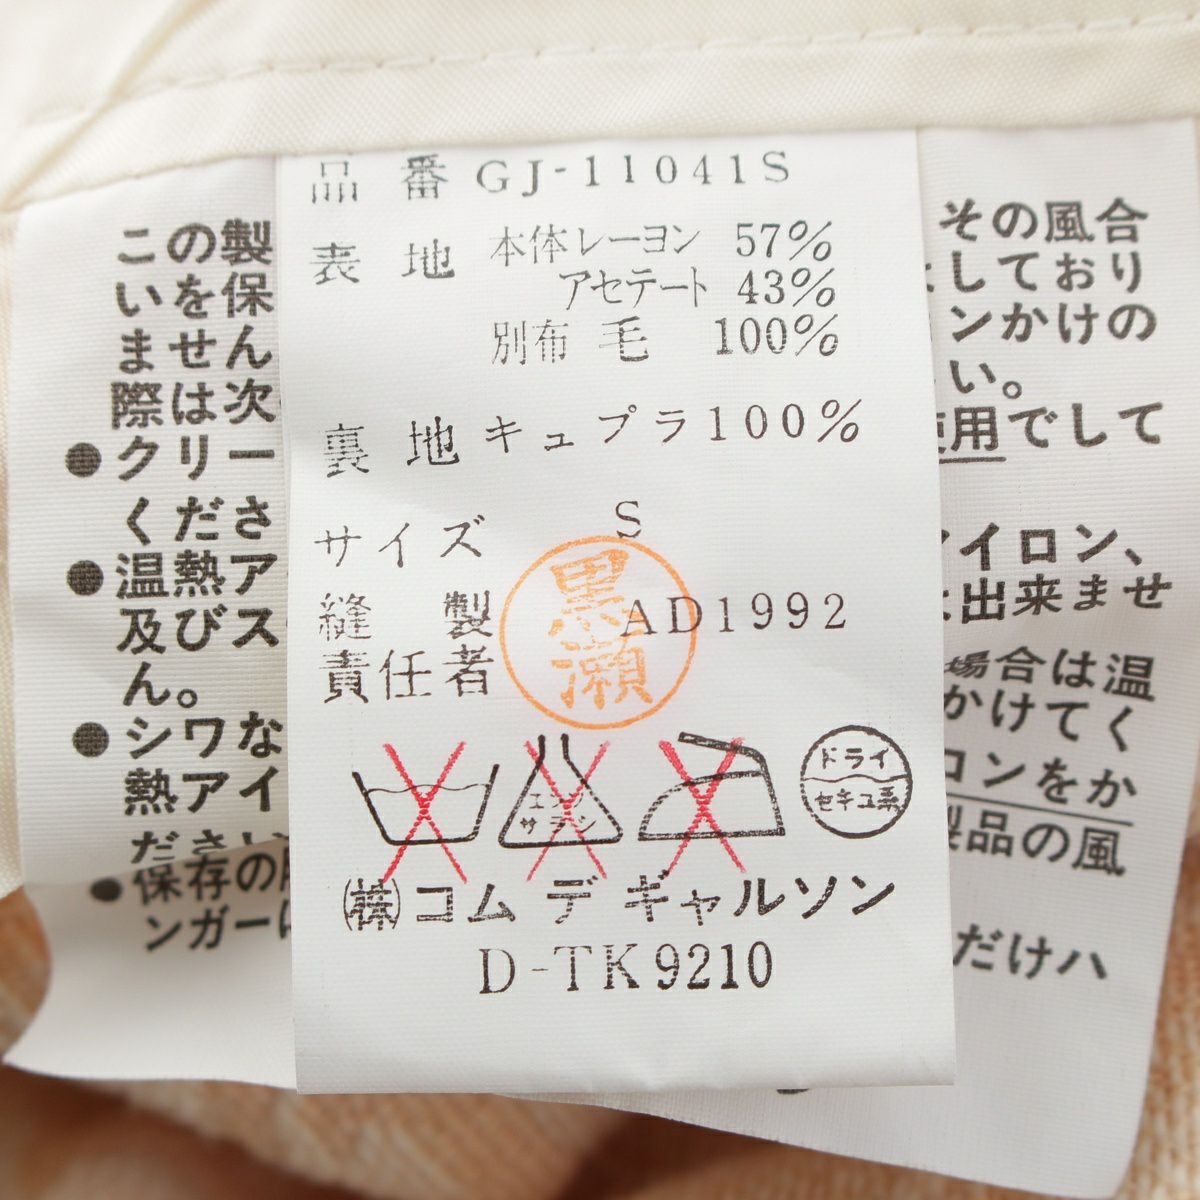 品番 GJ-11041S
表地 本体 レーヨン 57%
アセテート 43%
別布 毛 100%
裏地 キュプラ 100%
サイズ S
縫製 AD1992
責任者
黒瀬
エンソ
サラシ
ドライ
セキユ系
㈱コム デ ギャルソン
D-TK9210
この製
いを保
ません
際は次
●クリー
くださ
●温熱ア
及びス
ん。
●シワな
熱アイ
ださい
●保存の
ンガーに
その風合
しており
ンかけの
い。
使用でして
アイロン、
出来ませ
場合は温
かけてく
ロンをか
製品の風
だけハ